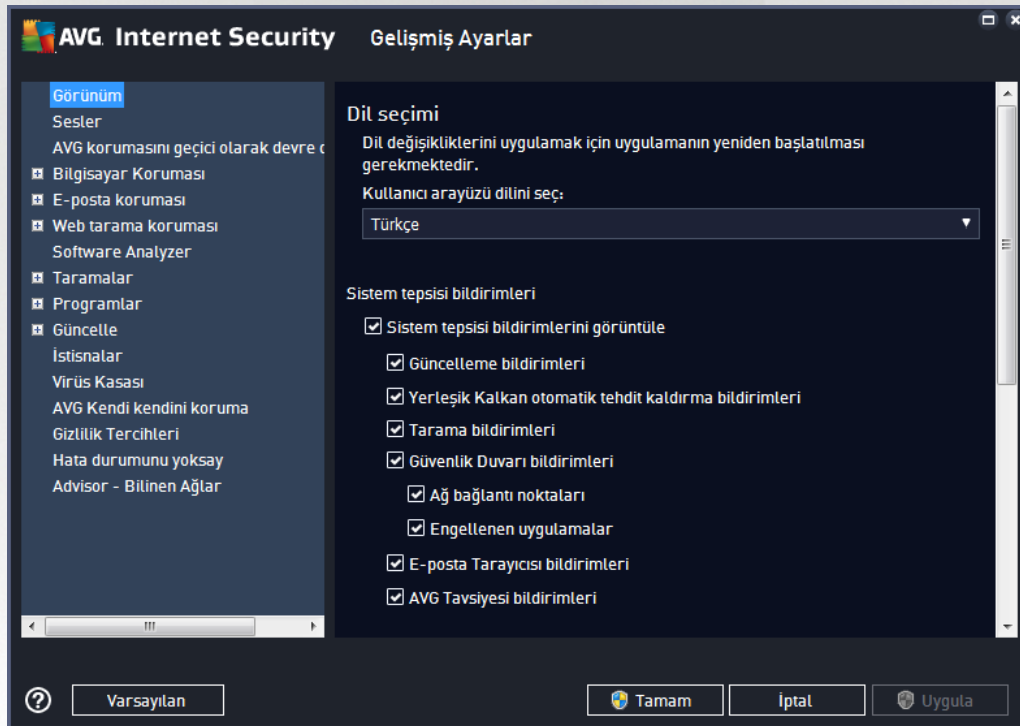 AVG Internet Security Gelişmiş Ayarlar
Görünüm
Sesler
AVG korumasını geçici olarak devre
Bilgisayar Koruması
E-posta koruması
Web tarama koruması
Software Analyzer
Taramalar
Programlar
Güncelle
İstisnalar
Virüs Kasası
AVG Kendi kendini koruma
Gizlilik Tercihleri
Hata durumunu yoksay
Advisor - Bilinen Ağlar
Dil seçimi
Dil değişikliklerini uygulamak için uygulamanın yeniden başlatılması
gerekmektedir.
Kullanıcı arayüzü dilini seç:
Türkçe
Sistem tepsisi bildirimleri
Sistem tepsisi bildirimlerini görüntüle
Güncelleme bildirimleri
Yerleşik Kalkan otomatik tehdit kaldırma bildirimleri
Tarama bildirimleri
Güvenlik Duvarı bildirimleri
Ağ bağlantı noktaları
Engellenen uygulamalar
E-posta Tarayıcısı bildirimleri
AVG Tavsiyesi bildirimleri
Varsayılan
Tamam
İptal
Uygula